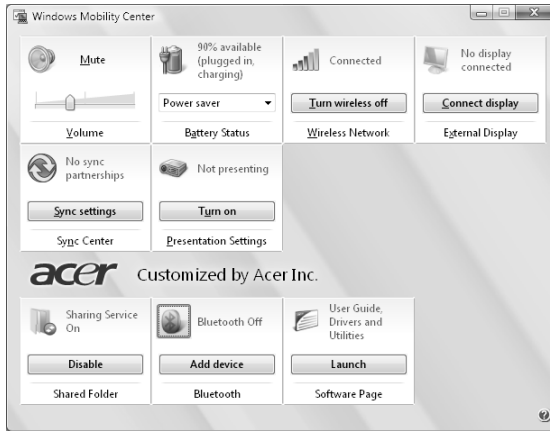 Windows Mobility Center
Mute
Volume
90% available
(plugged in,
charging)
Power saver
Battery Status
Connected
Turn wireless off
Wireless Network
No display
connected
Connect display
External Display
No sync
partnerships
Sync settings
Sync Center
Not presenting
Turn on
Presentation Settings
acer Customized by Acer Inc.
Sharing Service
On
Disable
Shared Folder
Bluetooth Off
Add device
Bluetooth
User Guide,
Drivers and
Utilities
Launch
Software Page